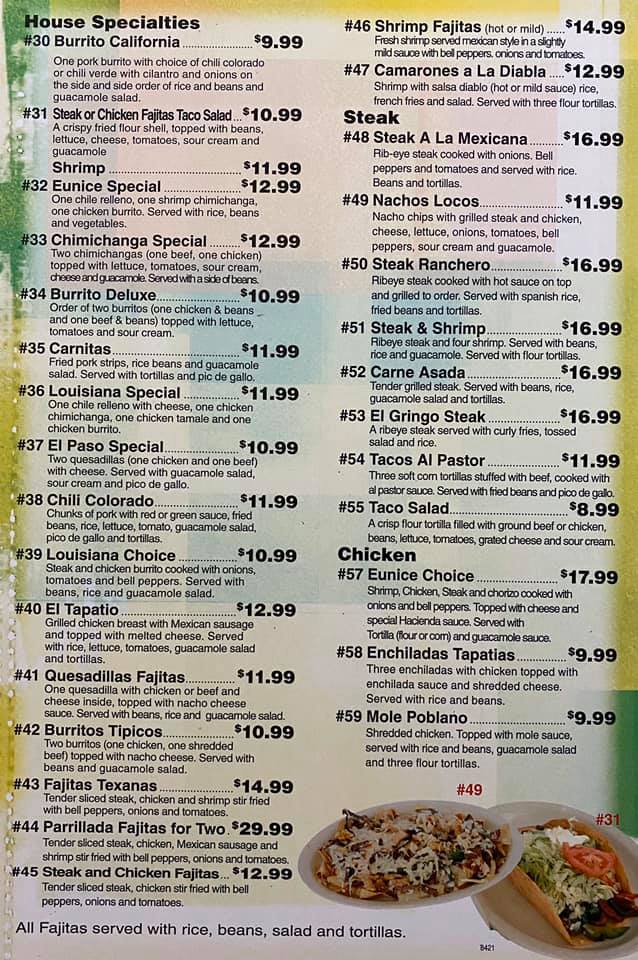 House Specialties
#30 Burrito California ........................ $9.99
One pork burrito with choice of chili colorado
or chili verde with cilantro and onions on
the side and side order of rice and beans and
guacamole salad.
#31 Steak or Chicken Fajitas Taco Salad... $10.99
A crispy fried flour shell, topped with beans,
lettuce, cheese, tomatoes, sour cream and
guacamole
Shrimp ............................................. $11.99
#32 Eunice Special ......................... $12.99
One chile relleno, one shrimp chimichanga,
one chicken burrito. Served with rice, beans
and vegetables.
#33 Chimichanga Special .......... $12.99
Two chimichangas (one beef, one chicken)
topped with lettuce, tomatoes, sour cream,
cheese and guacamole. Served with a side of beans.
#34 Burrito Deluxe........................... $10.99
Order of two burritos (one chicken & beans
and one beef & beans) topped with lettuce,
tomatoes and sour cream.
#35 Carnitas ......................................... $11.99
Fried pork strips, rice beans and guacamole
salad. Served with tortillas and pic de gallo.
#36 Louisiana Special .................. $11.99
One chile relleno with cheese, one chicken
chimichanga, one chicken tamale and one
chicken burrito.
#37 El Paso Special......................... $10.99
Two quesadillas (one chicken and one beef)
with cheese. Served with guacamole salad,
sour cream and pico de gallo.
#38 Chili Colorado........................... $11.99
Chunks of pork with red or green sauce, fried
beans, rice, lettuce, tomato, guacamole salad,
pico de gallo and tortillas.
#39 Louisiana Choice .................. $10.99
Steak and chicken burrito cooked with onions,
tomatoes and bell peppers. Served with
beans, rice and guacamole salad.
#40 El Tapatio .................................... $12.99
Grilled chicken breast with Mexican sausage
and topped with melted cheese. Served
with rice, lettuce, tomatoes, guacamole salad
and tortillas.
#41 Quesadillas Fajitas............... $11.99
One quesadilla with chicken or beef and
cheese inside, topped with nacho cheese
sauce. Served with beans, rice and guacamole salad.
#42 Burritos Tipicos...................... $10.99
Two burritos (one chicken, one shredded
beef) topped with nacho cheese. Served with
beans and guacamole salad.
#43 Fajitas Texanas ...................... $14.99
Tender sliced steak, chicken and shrimp stir fried
with bell peppers, onions and tomatoes.
#44 Parrillada Fajitas for Two . $29.99
Tender sliced steak, chicken, Mexican sausage and
shrimp stir fried with bell peppers, onions and tomatoes.
#45 Steak and Chicken Fajitas ... $12.99
Tender sliced steak, chicken stir fried with bell
peppers, onions and tomatoes.
All Fajitas served with rice, beans, salad and tortillas.
#46 Shrimp Fajitas (hot or mild) ...... $14.99
Fresh shrimp served mexican style in a slightly
mild sauce with bell peppers. onions and tomatoes.
#47 Camarones a La Diabla .... $12.99
Shrimp with salsa diablo (hot or mild sauce) rice,
french fries and salad. Served with three flour tortillas.
Steak
#48 Steak A La Mexicana .......... $16.99
Rib-eye steak cooked with onions. Bell
peppers and tomatoes and served with rice.
Beans and tortillas.
#49 Nachos Locos......................... $11.99
Nacho chips with grilled steak and chicken,
cheese, lettuce, onions, tomatoes, bell
peppers, sour cream and guacamole.
#50 Steak Ranchero..................... $16.99
Ribeye steak cooked with hot sauce on top
and grilled to order. Served with spanish rice,
fried beans and tortillas.
#51 Steak & Shrimp ...................... $16.99
Ribeye steak and four shrimp. Served with beans,
rice and guacamole. Served with flour tortillas.
#52 Carne Asada ........................... $16.99
Tender grilled steak. Served with beans, rice,
guacamole salad and tortillas.
#53 El Gringo Steak ..................... $16.99
A ribeye steak served with curly fries, tossed
salad and rice.
#54 Tacos Al Pastor ..................... $11.99
Three soft corn tortillas stuffed with beef, cooked with
al pastor sauce. Served with fried beans and pico de gallo.
#55 Taco Salad................................. $8.99
A crisp flour tortilla filled with ground beef or chicken,
beans, lettuce, tomatoes, grated cheese and sour cream.
Chicken
#57 Eunice Choice ........................ $17.99
Shrimp, Chicken, Steak and chorizo cooked with
onions and bell peppers. Topped with cheese and
special Hacienda sauce. Served with
Tortilla (flour or corn) and guacamole sauce.
#58 Enchiladas Tapatias .............. $9.99
Three enchiladas with chicken topped with
enchilada sauce and shredded cheese.
Served with rice and beans.
#59 Mole Poblano ............................ $9.99
Shredded chicken. Topped with mole sauce,
served with rice and beans, guacamole salad
and three flour tortillas.
#49
#31
B421